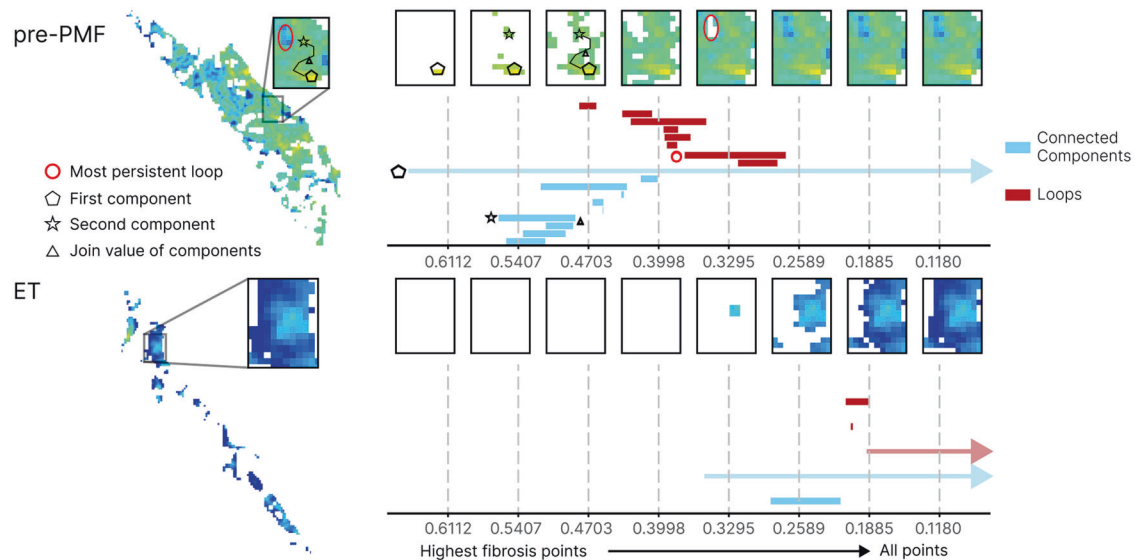 pre-PMF
Most persistent loop
First component
Second component
Join value of components
Connected
Components
Loops
0.6112 0.5407 0.4703 0.3998 0.3295 0.2589 0.1885 0.1180
ET
0.6112 0.5407 0.4703 0.3998 0.3295 0.2589 0.1885 0.1180
Highest fibrosis points All points